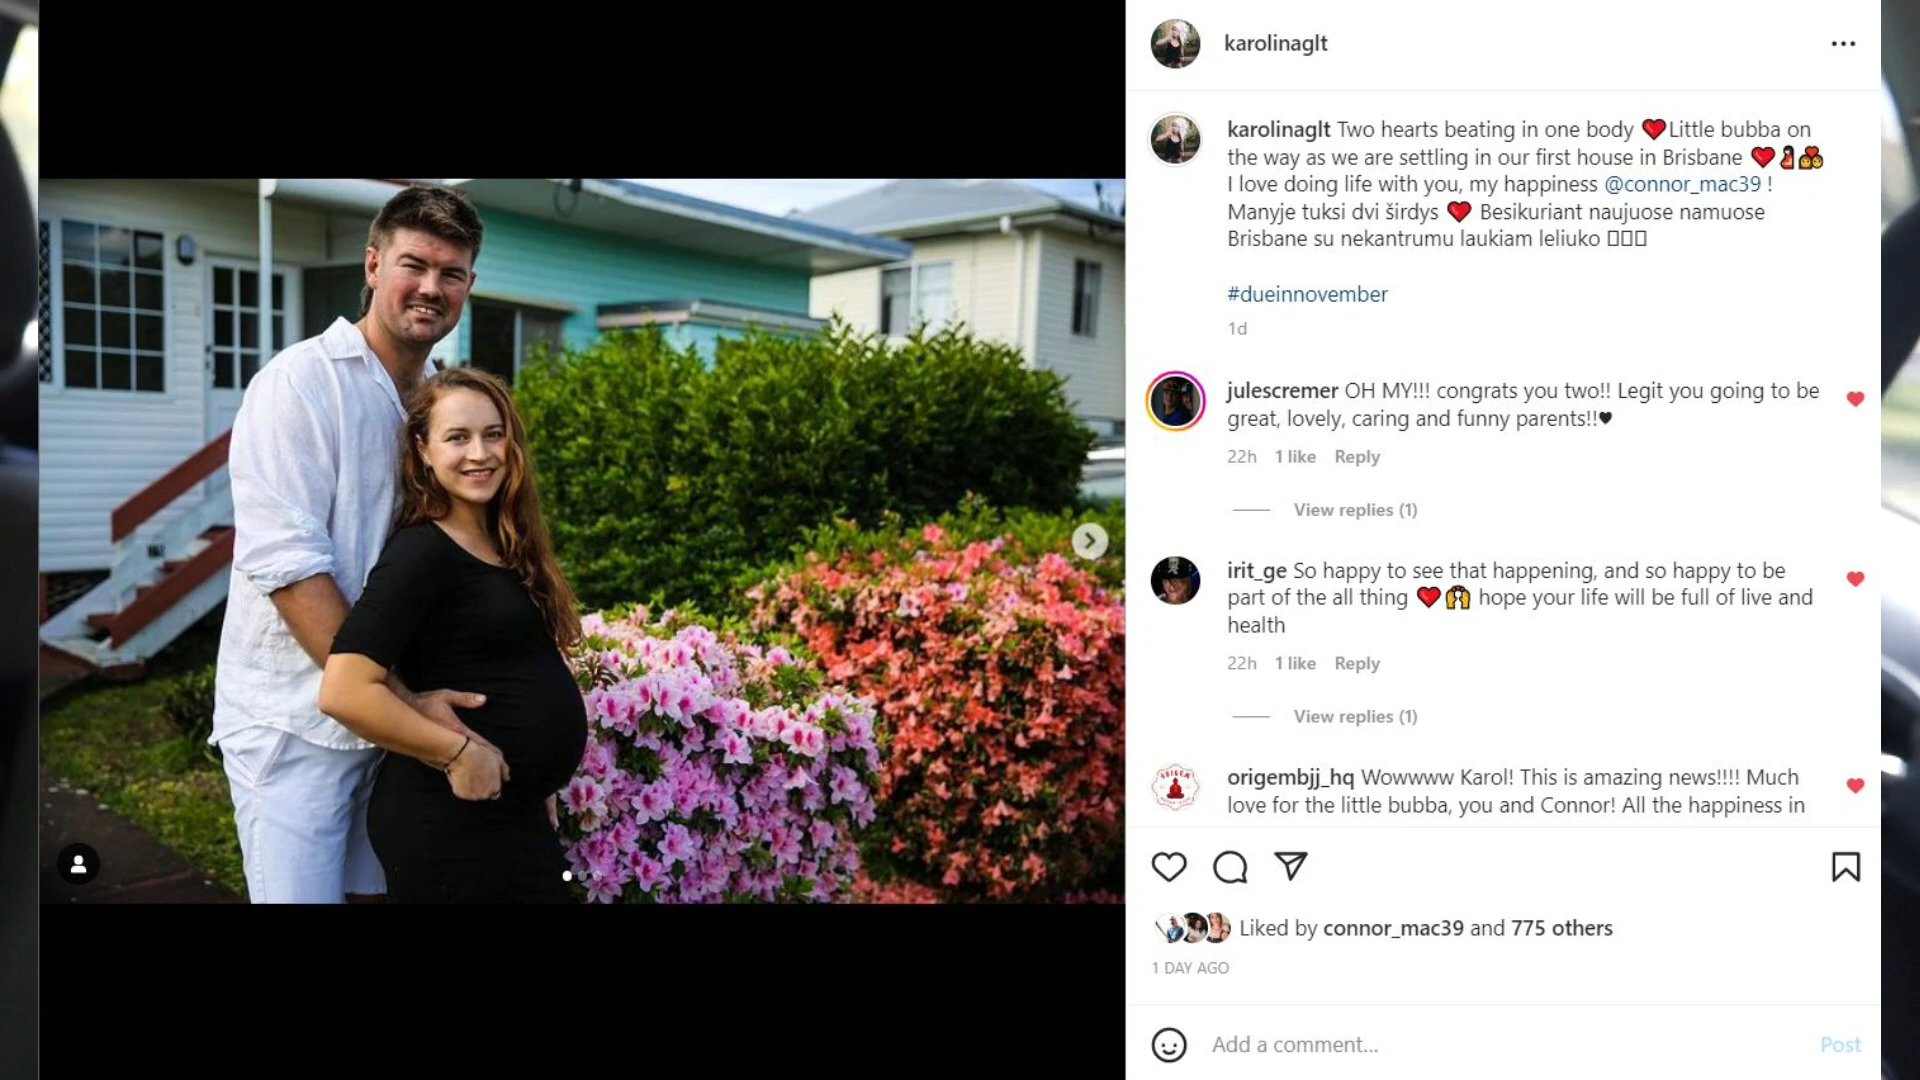 karolinaglt
karolinaglt Two hearts beating in one body ❤️Little bubba on
the way as we are settling in our first house in Brisbane ❤️🤰💑
I love doing life with you, my happiness @connor_mac39 !
Manyje tuksi dvi širdys ❤️ Besikuriant naujuose namuose
Brisbane su nekantrumu laukiam leliuko
#dueinnovember
1d
julescremer OH MY!!! congrats you two!! Legit you going to be
great, lovely, caring and funny parents!!♥
22h 1 like Reply
View replies (1)
irit_ge So happy to see that happening, and so happy to be
part of the all thing ❤️🙌 hope your life will be full of live and
health
22h 1 like Reply
View replies (1)
origembjj_hq Wowwww Karol! This is amazing news!!!! Much
love for the little bubba, you and Connor! All the happiness in
Liked by connor_mac39 and 775 others
1 DAY AGO
Add a comment...
Post